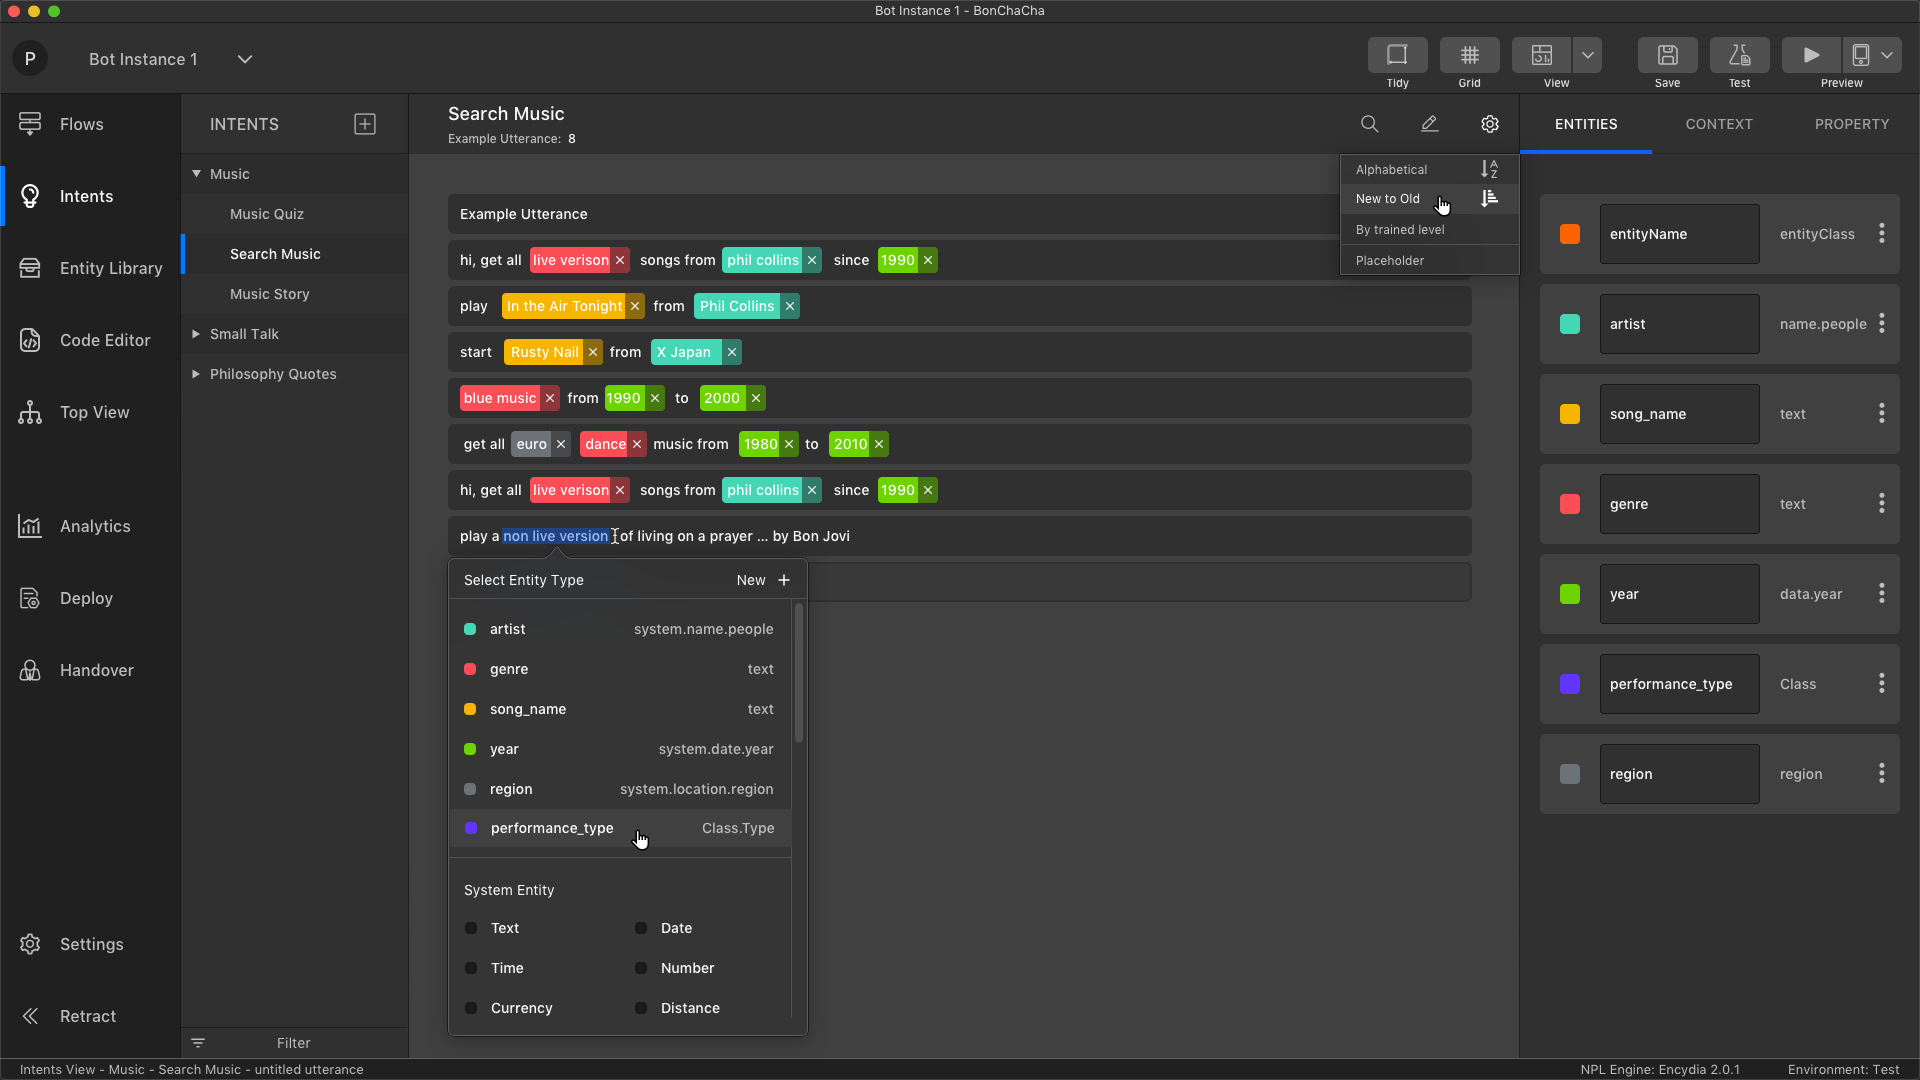 Bot Instance 1 - BonChaCha
P
Bot Instance 1
Tidy
Grid
View
Save
Test
Preview
Flows
Intents
Entity Library
Code Editor
Top View
Analytics
Deploy
Handover
Settings
Retract
INTENTS
Music
Music Quiz
Search Music
Music Story
Small Talk
Philosophy Quotes
Filter
Search Music
Example Utterance: 8
Alphabetical
New to Old
By trained level
Placeholder
Example Utterance
hi, get all live verison × songs from phil collins × since 1990 ×
play In the Air Tonight × from Phil Collins ×
start Rusty Nail × from X Japan ×
blue music × from 1990 × to 2000 ×
get all euro × dance × music from 1980 × to 2010 ×
hi, get all live verison × songs from phil collins × since 1990 ×
play a non live version of living on a prayer ... by Bon Jovi
Select Entity Type New +
artist system.name.people
genre text
song_name text
year system.date.year
region system.location.region
performance_type Class.Type
System Entity
Text Date
Time Number
Currency Distance
ENTITIES CONTEXT PROPERTY
entityName entityClass
artist name.people
song_name text
genre text
year data.year
performance_type Class
region region
Intents View - Music - Search Music - untitled utterance
NPL Engine: Encydia 2.0.1
Environment: Test